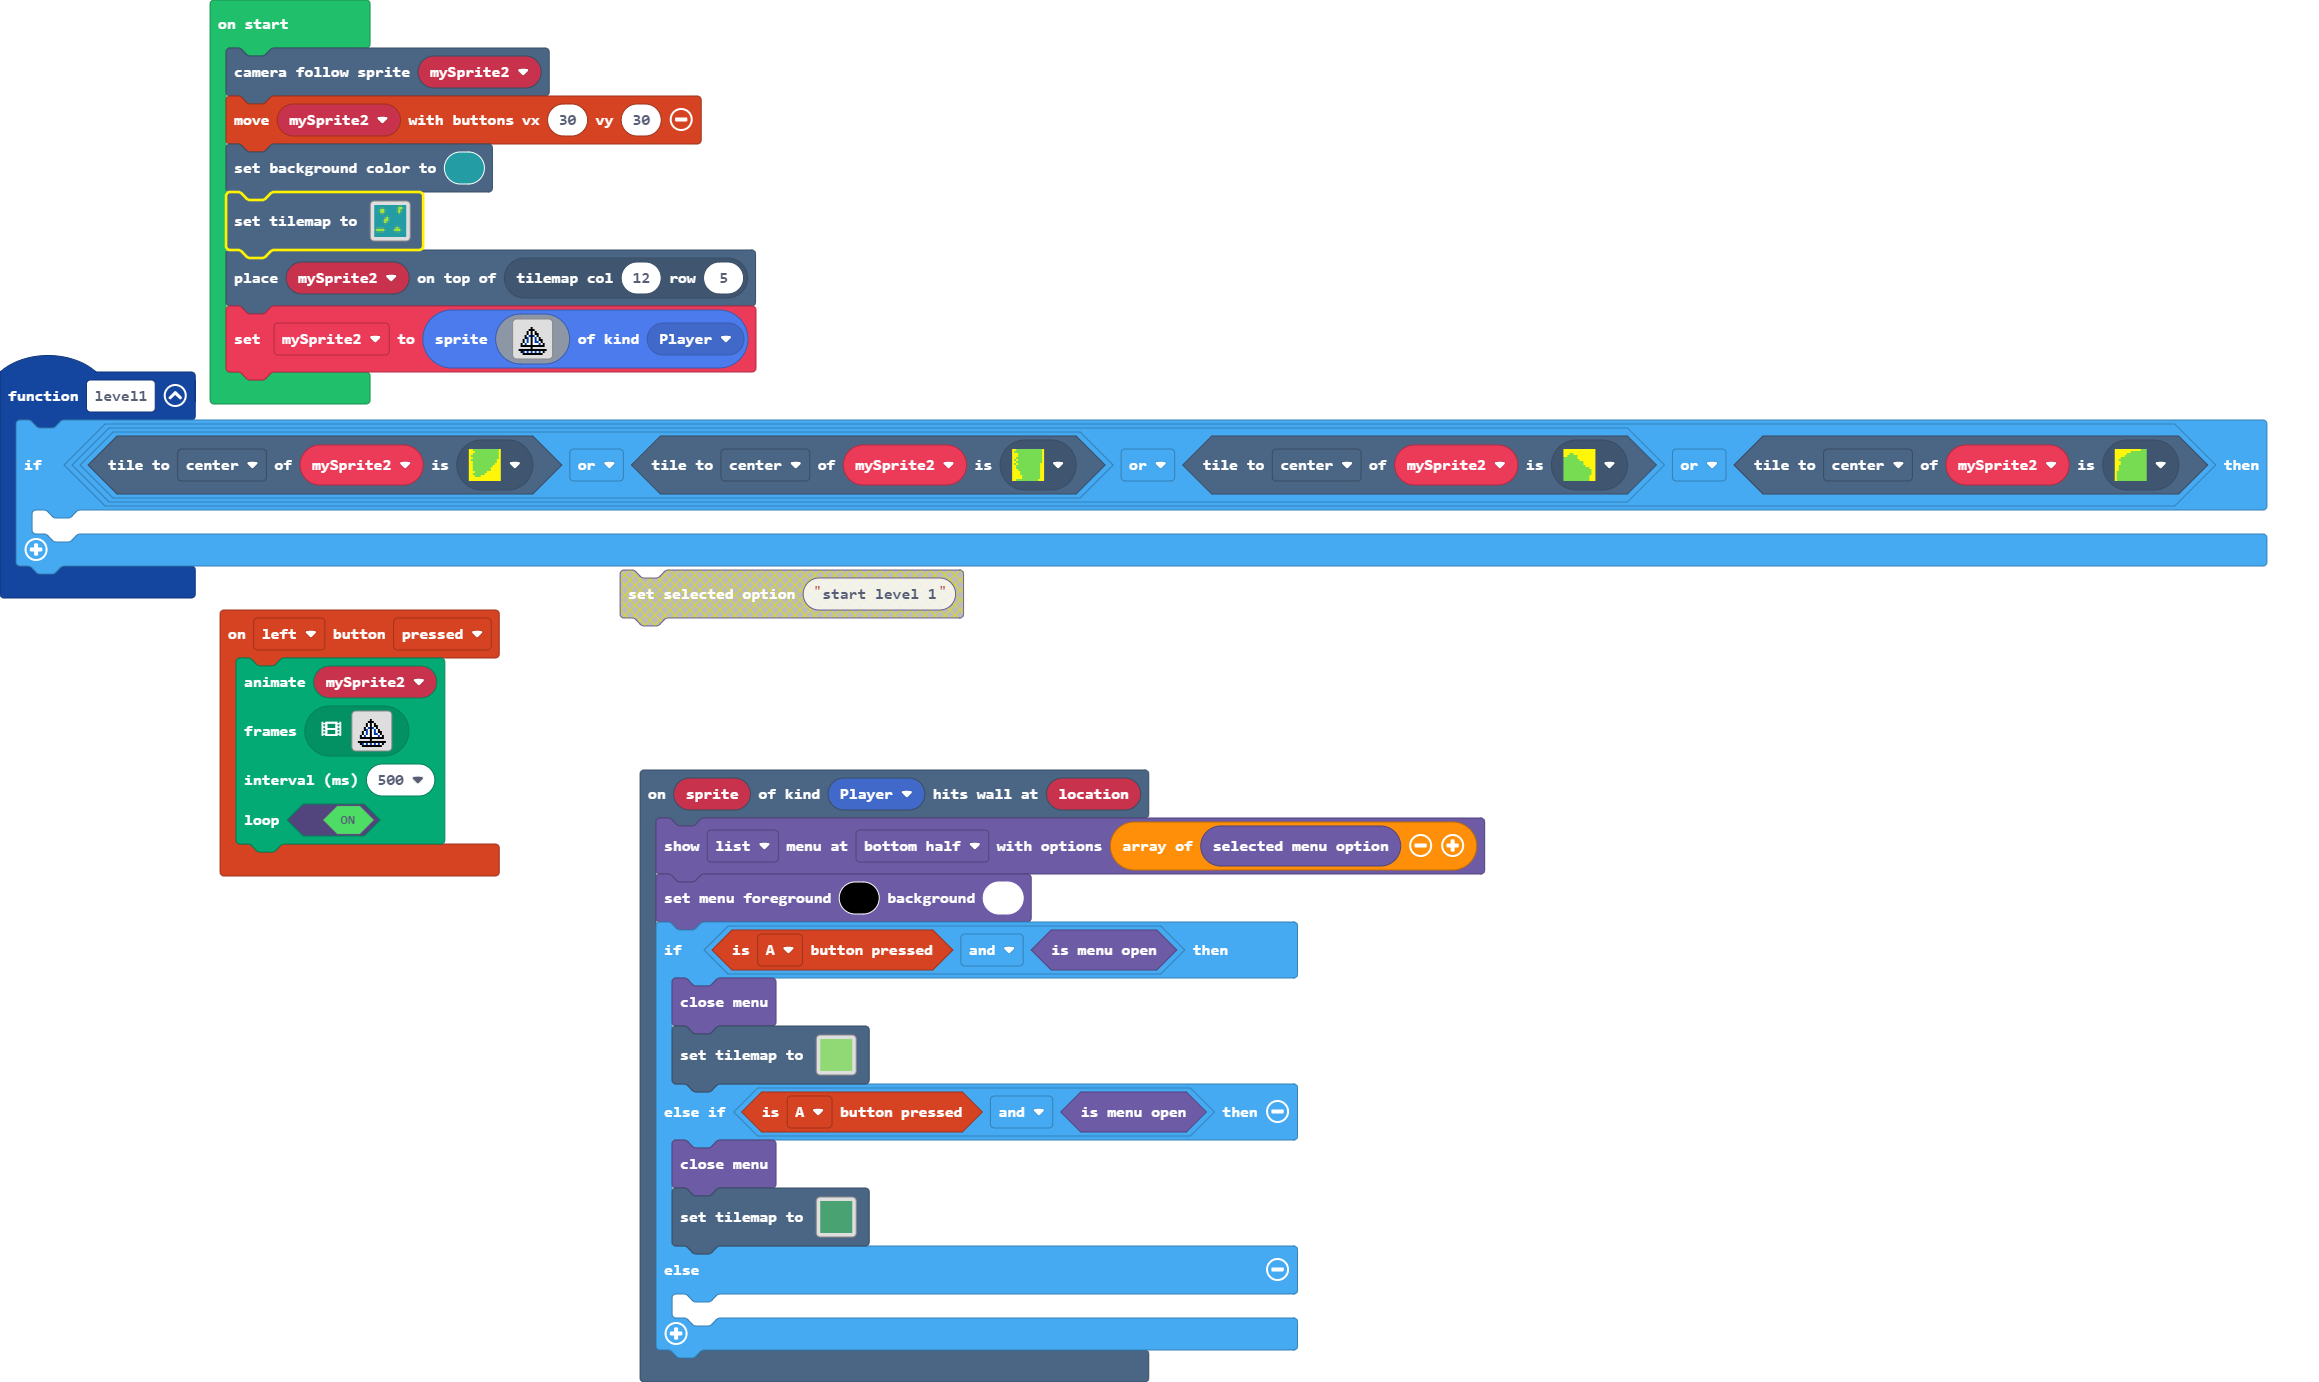 on start
camera follow sprite mySprite2
move mySprite2 with buttons vx 30 vy 30
set background color to
set tilemap to
place mySprite2 on top of tilemap col 12 row 5
set mySprite2 to sprite of kind Player
function level1
if tile to center of mySprite2 is or tile to center of mySprite2 is or tile to center of mySprite2 is or tile to center of mySprite2 is then
set selected option "start level 1"
on left button pressed
animate mySprite2
frames
interval (ms) 500
loop ON
on sprite of kind Player hits wall at location
show list menu at bottom half with options array of selected menu option
set menu foreground background
if is A button pressed and is menu open then
close menu
set tilemap to
else if is A button pressed and is menu open then
close menu
set tilemap to
else